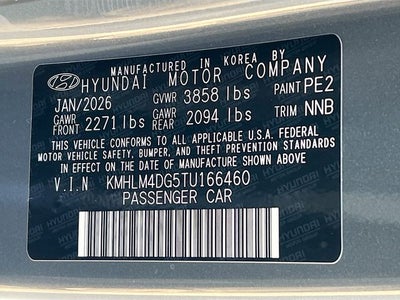 MANUFACTURED IN KOREA BY
HYUNDAI MOTOR COMPANY
JAN/2026 GVWR 3858 lbs PAINT PE2
GAWR FRONT 2271 lbs GAWR REAR 2094 lbs TRIM NNB
THIS VEHICLE CONFORMS TO ALL APPLICABLE U.S.A. FEDERAL
MOTOR VEHICLE SAFETY, BUMPER, AND THEFT PREVENTION STANDARDS
IN EFFECT ON THE DATE OF MANUFACTURE SHOWN ABOVE.
V.I.N KMHLM4DG5TU166460
PASSENGER CAR